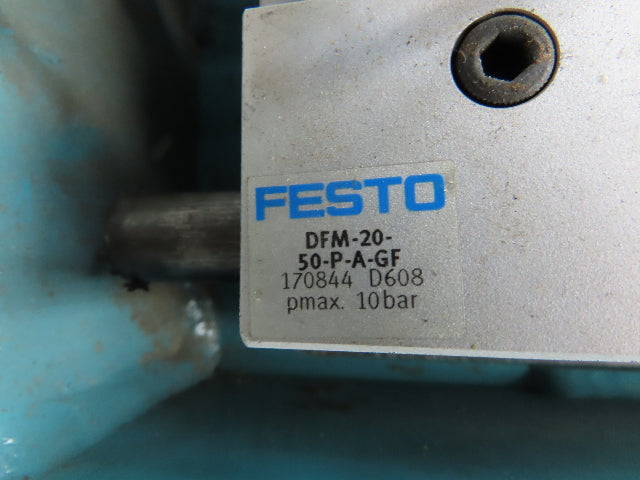 FESTO
DFM-20-
50-P-A-GF
170844 D608
pmax. 10bar